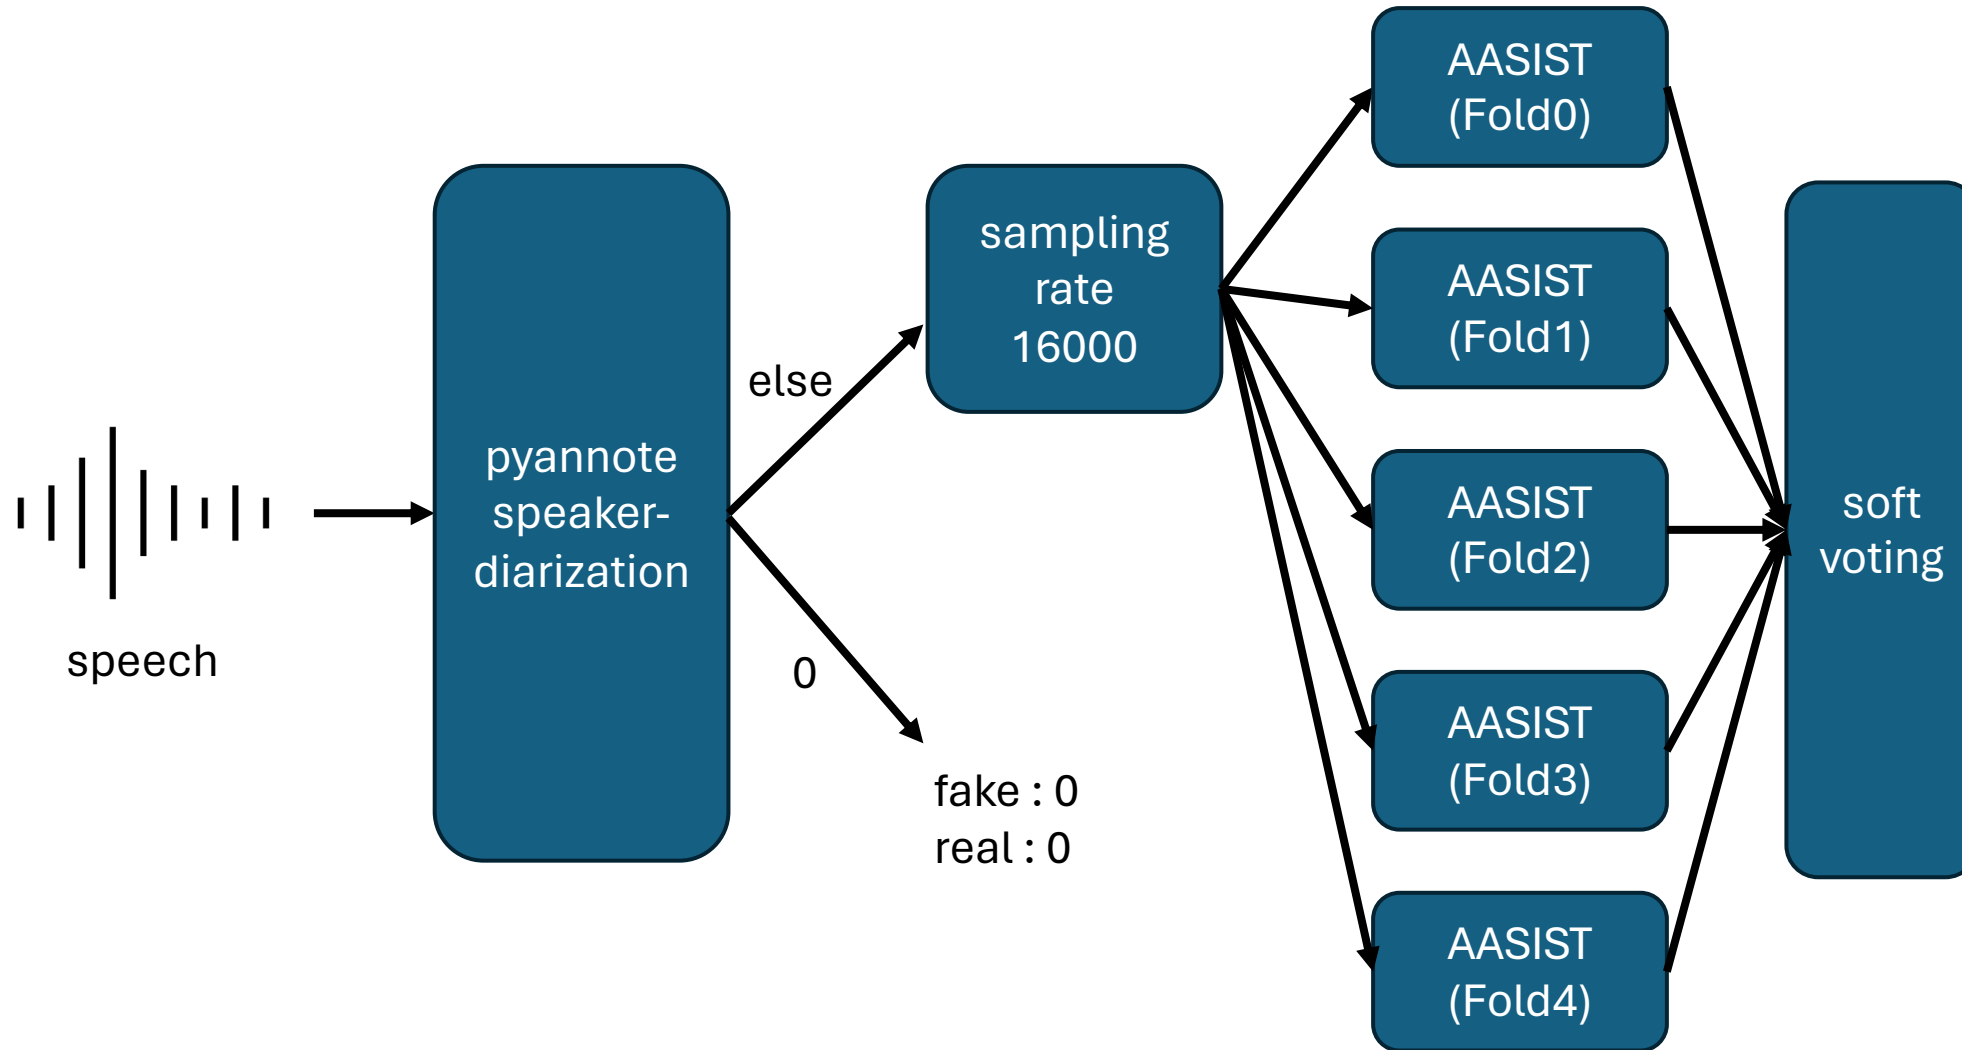 speech
pyannote
speaker-
diarization
else
0
fake : 0
real : 0
sampling
rate
16000
AASIST
(Fold0)
AASIST
(Fold1)
AASIST
(Fold2)
AASIST
(Fold3)
AASIST
(Fold4)
soft
voting